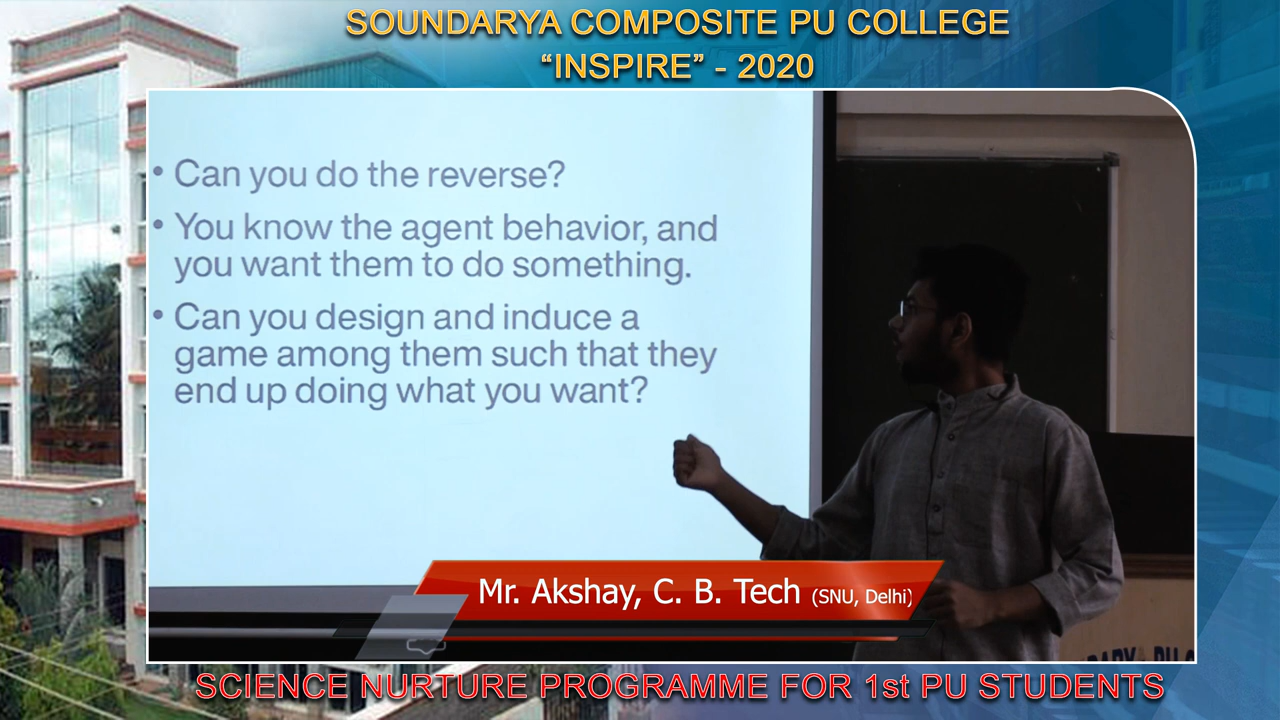 SOUNDARYA COMPOSITE PU COLLEGE
“INSPIRE” - 2020
• Can you do the reverse?
• You know the agent behavior, and
you want them to do something.
• Can you design and induce a
game among them such that they
end up doing what you want?
Mr. Akshay, C. B. Tech (SNU, Delhi)
SCIENCE NURTURE PROGRAMME FOR 1st PU STUDENTS